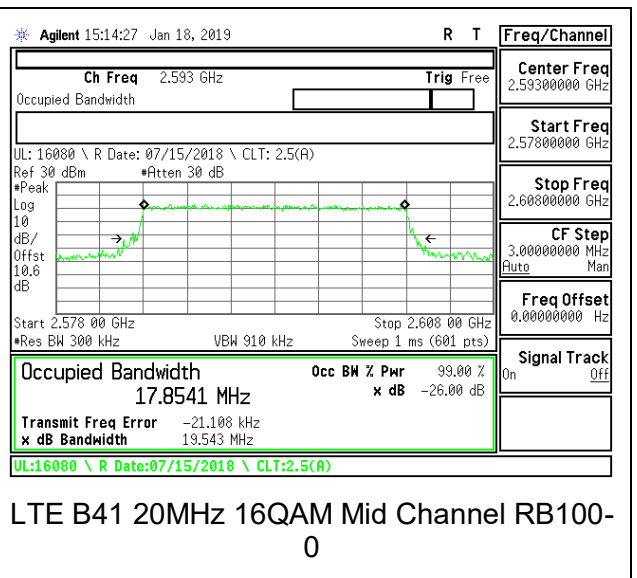 Agilent 15:14:27 Jan 18, 2019 R T Freq/Channel
Ch Freq 2.593 GHz Trig Free
Occupied Bandwidth
Center Freq
2.59300000 GHz
Start Freq
2.57800000 GHz
UL: 16080 \ R Date: 07/15/2018 \ CLT: 2.5(A)
Ref 30 dBm #Atten 30 dB
#Peak
Log
10
dB/
Offst
10.6
dB
Stop Freq
2.60800000 GHz
CF Step
3.00000000 MHz
Auto Man
Freq Offset
0.00000000 Hz
Start 2.578 00 GHz Stop 2.608 00 GHz
#Res BW 300 kHz VBW 910 kHz Sweep 1 ms (601 pts)
Signal Track
On Off
Occupied Bandwidth Occ BW % Pwr 99.00 %
17.8541 MHz x dB -26.00 dB
Transmit Freq Error -21.108 kHz
x dB Bandwidth 19.543 MHz
UL:16080 \ R Date:07/15/2018 \ CLT:2.5(A)
LTE B41 20MHz 16QAM Mid Channel RB100-
0